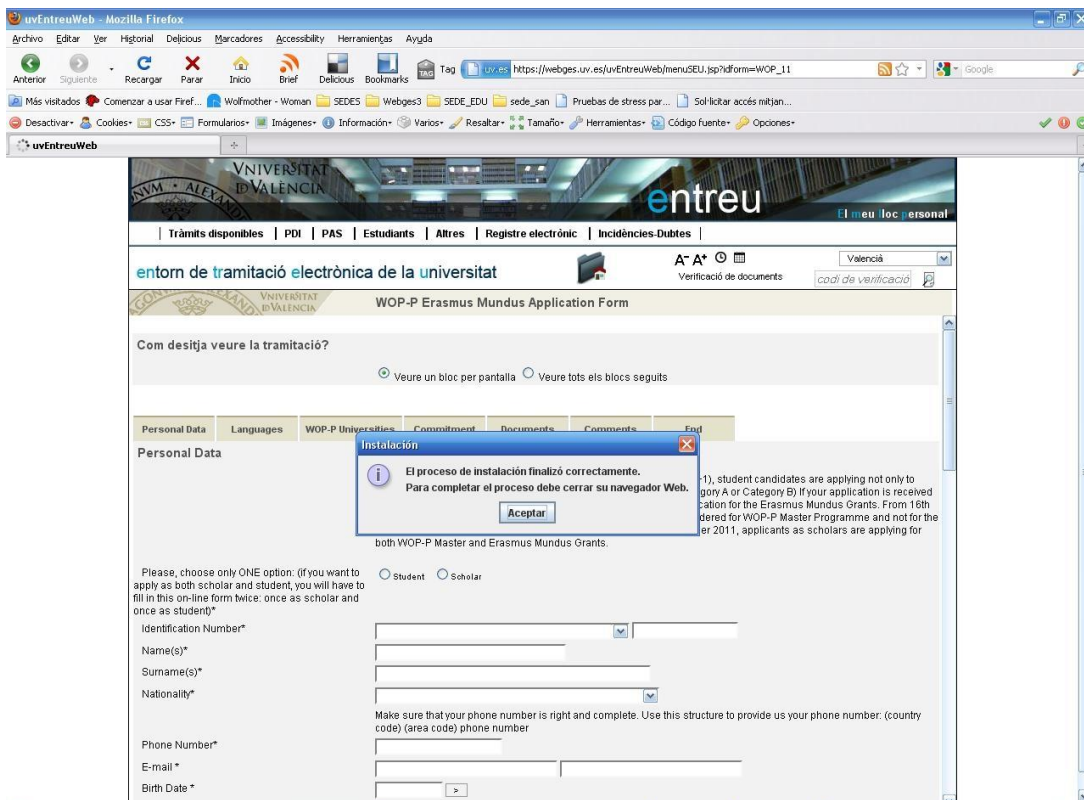 uvEntreuWeb - Mozilla Firefox
Archivo Editar Ver Historial Delicious Marcadores Accessibility Herramientas Ayuda
Anterior Siguiente Recargar Parar Inicio Brief Delicious Bookmarks TAG Tag uv.es https://webges.uv.es/uvEntreuWeb/menuSEU.jsp?idform=WOP_11 Google
Más visitados Comenzar a usar Firef... Wolfmother - Woman SEDES Webges3 SEDE_EDU sede_san Pruebas de stress par... Sol·licitar accés mitjan...
Desactivar Cookies CSS Formularios Imágenes Información Varios Resaltar Tamaño Herramientas Código fuente Opciones
uvEntreuWeb
VNIVERSITAT
NVM · ALEXAND
ID VALÈNCIA
entreu
El meu lloc personal
| Tràmits disponibles | PDI | PAS | Estudiants | Altres | Registre electrònic | Incidències-Dubtes |
entorn de tramitació electrònica de la universitat
A- A+
Verificació de documents
Valencià
codi de verificació
VNIVERSITAT
ID VALÈNCIA
WOP-P Erasmus Mundus Application Form
Com desitja veure la tramitació?
Veure un bloc per pantalla Veure tots els blocs seguits
Personal Data Languages WOP-P Universities Commitment Documents Comments End
Personal Data
Instalación
El proceso de instalación finalizó correctamente.
Para completar el proceso debe cerrar su navegador Web.
Aceptar
-1), student candidates are applying not only to
gory A or Category B) If your application is received
cation for the Erasmus Mundus Grants. From 16th
dered for WOP-P Master Programme and not for the
er 2011, applicants as scholars are applying for
both WOP-P Master and Erasmus Mundus Grants.
Please, choose only ONE option: (if you want to
apply as both scholar and student, you will have to
fill in this on-line form twice: once as scholar and
once as student)*
Student Scholar
Identification Number*
Name(s)*
Surname(s)*
Nationality*
Make sure that your phone number is right and complete. Use this structure to provide us your phone number: (country
code) (area code) phone number
Phone Number*
E-mail *
Birth Date * >